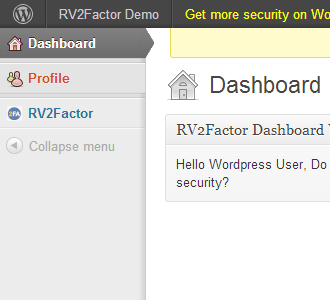 RV2Factor Demo
Get more security on Wo
Dashboard
Profile
2FA RV2Factor
Collapse menu
Dashboard
RV2Factor Dashboard
Hello Wordpress User, Do
security?